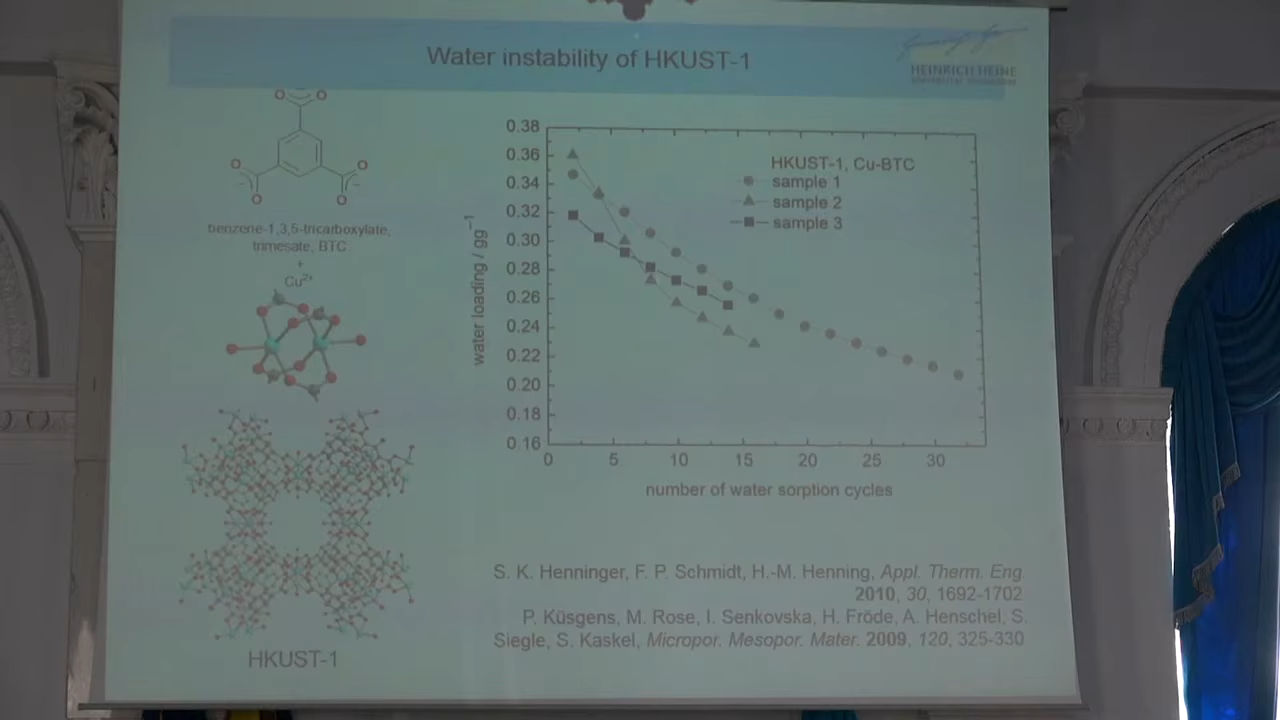 Water instability of HKUST-1
HEINRICH HEINE
O O
O O
O O
benzene-1,3,5-tricarboxylate,
trimesate, BTC
+
Cu²⁺
HKUST-1
0.38
0.36
0.34
0.32
0.30
0.28
0.26
0.24
0.22
0.20
0.18
0.16
water loading / gg⁻¹
HKUST-1, Cu-BTC
sample 1
sample 2
sample 3
0 5 10 15 20 25 30
number of water sorption cycles
S. K. Henninger, F. P. Schmidt, H.-M. Henning, Appl. Therm. Eng
2010, 30, 1692-1702
P. Küsgens, M. Rose, I. Senkovska, H. Fröde, A. Henschel, S.
Siegle, S. Kaskel, Micropor. Mesopor. Mater. 2009, 120, 325-330